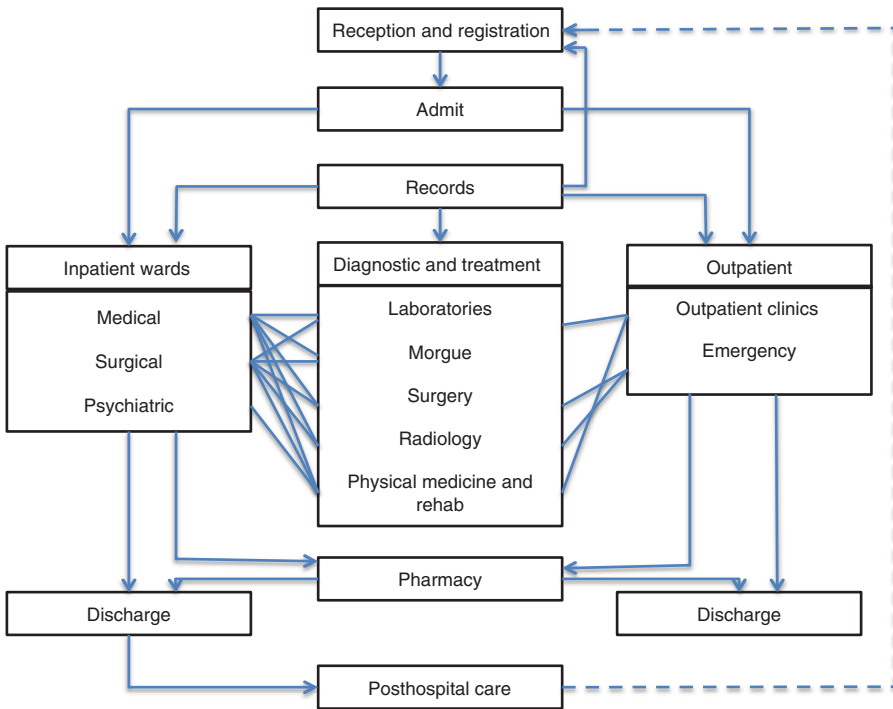 Reception and registration
Admit
Records
Inpatient wards
Medical
Surgical
Psychiatric
Diagnostic and treatment
Laboratories
Morgue
Surgery
Radiology
Physical medicine and
rehab
Outpatient
Outpatient clinics
Emergency
Pharmacy
Discharge
Discharge
Posthospital care